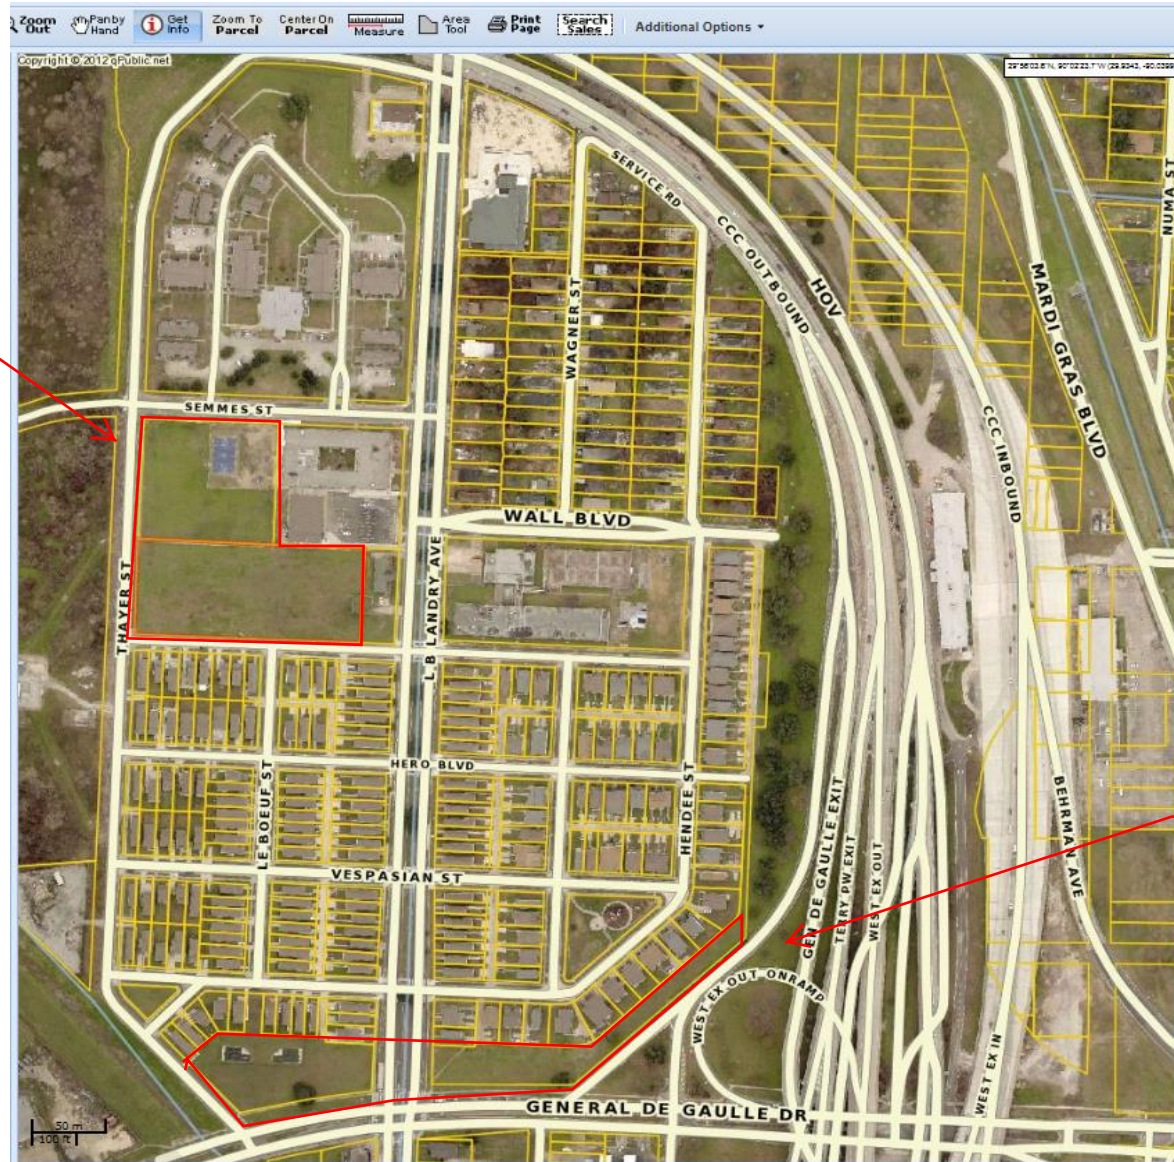 Zoom Out
Pan by Hand
Get Info
Zoom To Parcel
Center On Parcel
Measure
Area Tool
Print Page
Search Sales
Additional Options
Copyright © 2012 qPublic.net
SERVICE RD
CCC OUTBOUND
HOV
NUMA ST
MARDI GRAS BLVD
WAGNER ST
SEMMES ST
CCC INBOUND
WALL BLVD
THAYER ST
L B LANDRY AVE
HERO BLVD
LE BOEUF ST
HENDEE ST
GEN DE GAULLE EXIT
TERRY PW EXIT
WEST EX OUT
BEHRMAN AVE
VESPASIAN ST
WEST EX OUT ONRAMP
WEST EX IN
GENERAL DE GAULLE DR
50 m
100 ft